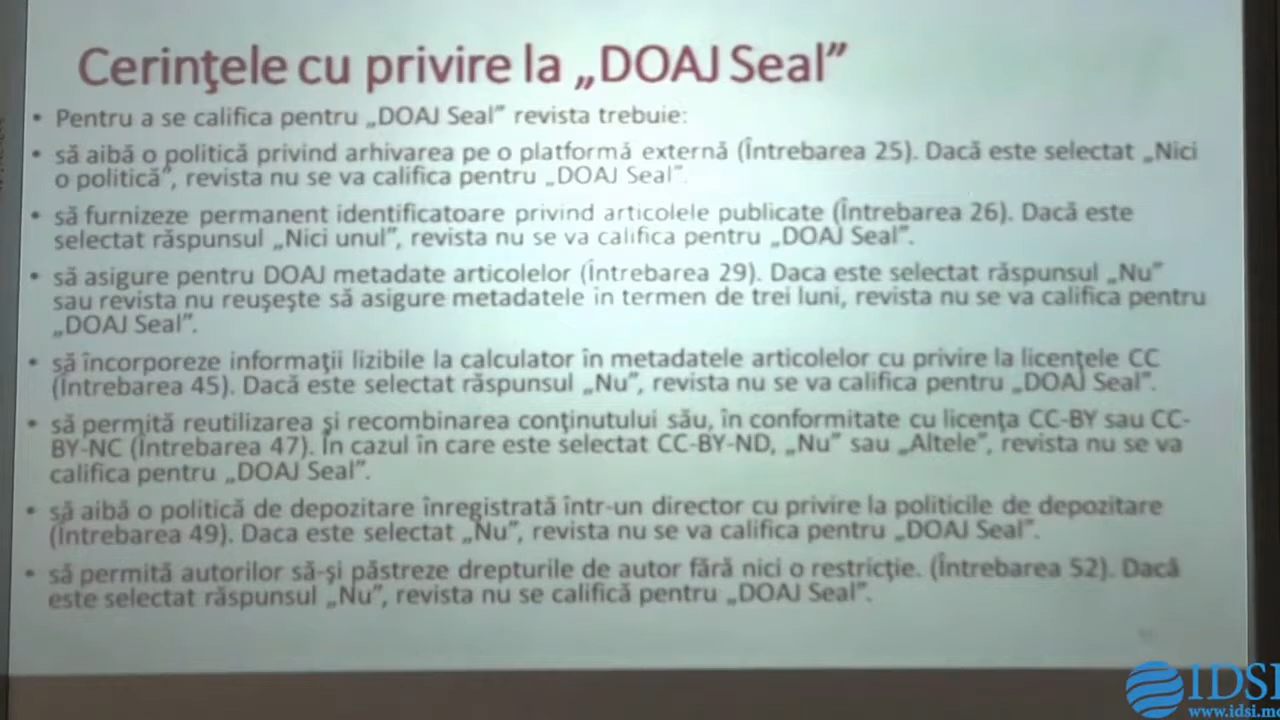 Cerinţele cu privire la „DOAJ Seal”
• Pentru a se califica pentru „DOAJ Seal” revista trebuie:
• să aibă o politică privind arhivarea pe o platformă externă (Întrebarea 25). Dacă este selectat „Nici
o politică”, revista nu se va califica pentru „DOAJ Seal”.
• să furnizeze permanent identificatoare privind articolele publicate (Întrebarea 26). Dacă este
selectat răspunsul „Nici unul”, revista nu se va califica pentru „DOAJ Seal”.
• să asigure pentru DOAJ metadate articolelor (Întrebarea 29). Daca este selectat răspunsul „Nu”
sau revista nu reuşeşte să asigure metadatele in termen de trei luni, revista nu se va califica pentru
„DOAJ Seal”.
• să încorporeze informaţii lizibile la calculator în metadatele articolelor cu privire la licenţele CC
(Întrebarea 45). Dacă este selectat răspunsul „Nu”, revista nu se va califica pentru „DOAJ Seal”.
• să permită reutilizarea şi recombinarea conţinutului său, în conformitate cu licenţa CC-BY sau CC-
BY-NC (Întrebarea 47). În cazul în care este selectat CC-BY-ND, „Nu” sau „Altele”, revista nu se va
califica pentru „DOAJ Seal”.
• să aibă o politică de depozitare înregistrată într-un director cu privire la politicile de depozitare
(Întrebarea 49). Daca este selectat „Nu”, revista nu se va califica pentru „DOAJ Seal”.
• să permită autorilor să-şi păstreze drepturile de autor fără nici o restricţie. (Întrebarea 52). Dacă
este selectat răspunsul „Nu”, revista nu se califică pentru „DOAJ Seal”.
IDSI
www.idsi.md